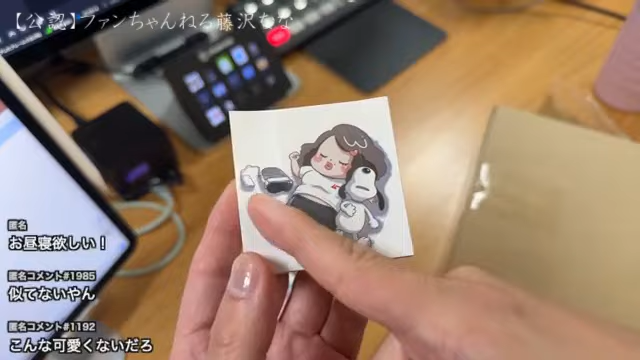 【公認】ファンちゃんねる藤沢もな
匿名
お昼寝欲しい！
匿名コメント#1985
似てないやん
匿名コメント#1192
こんな可愛くないだろ